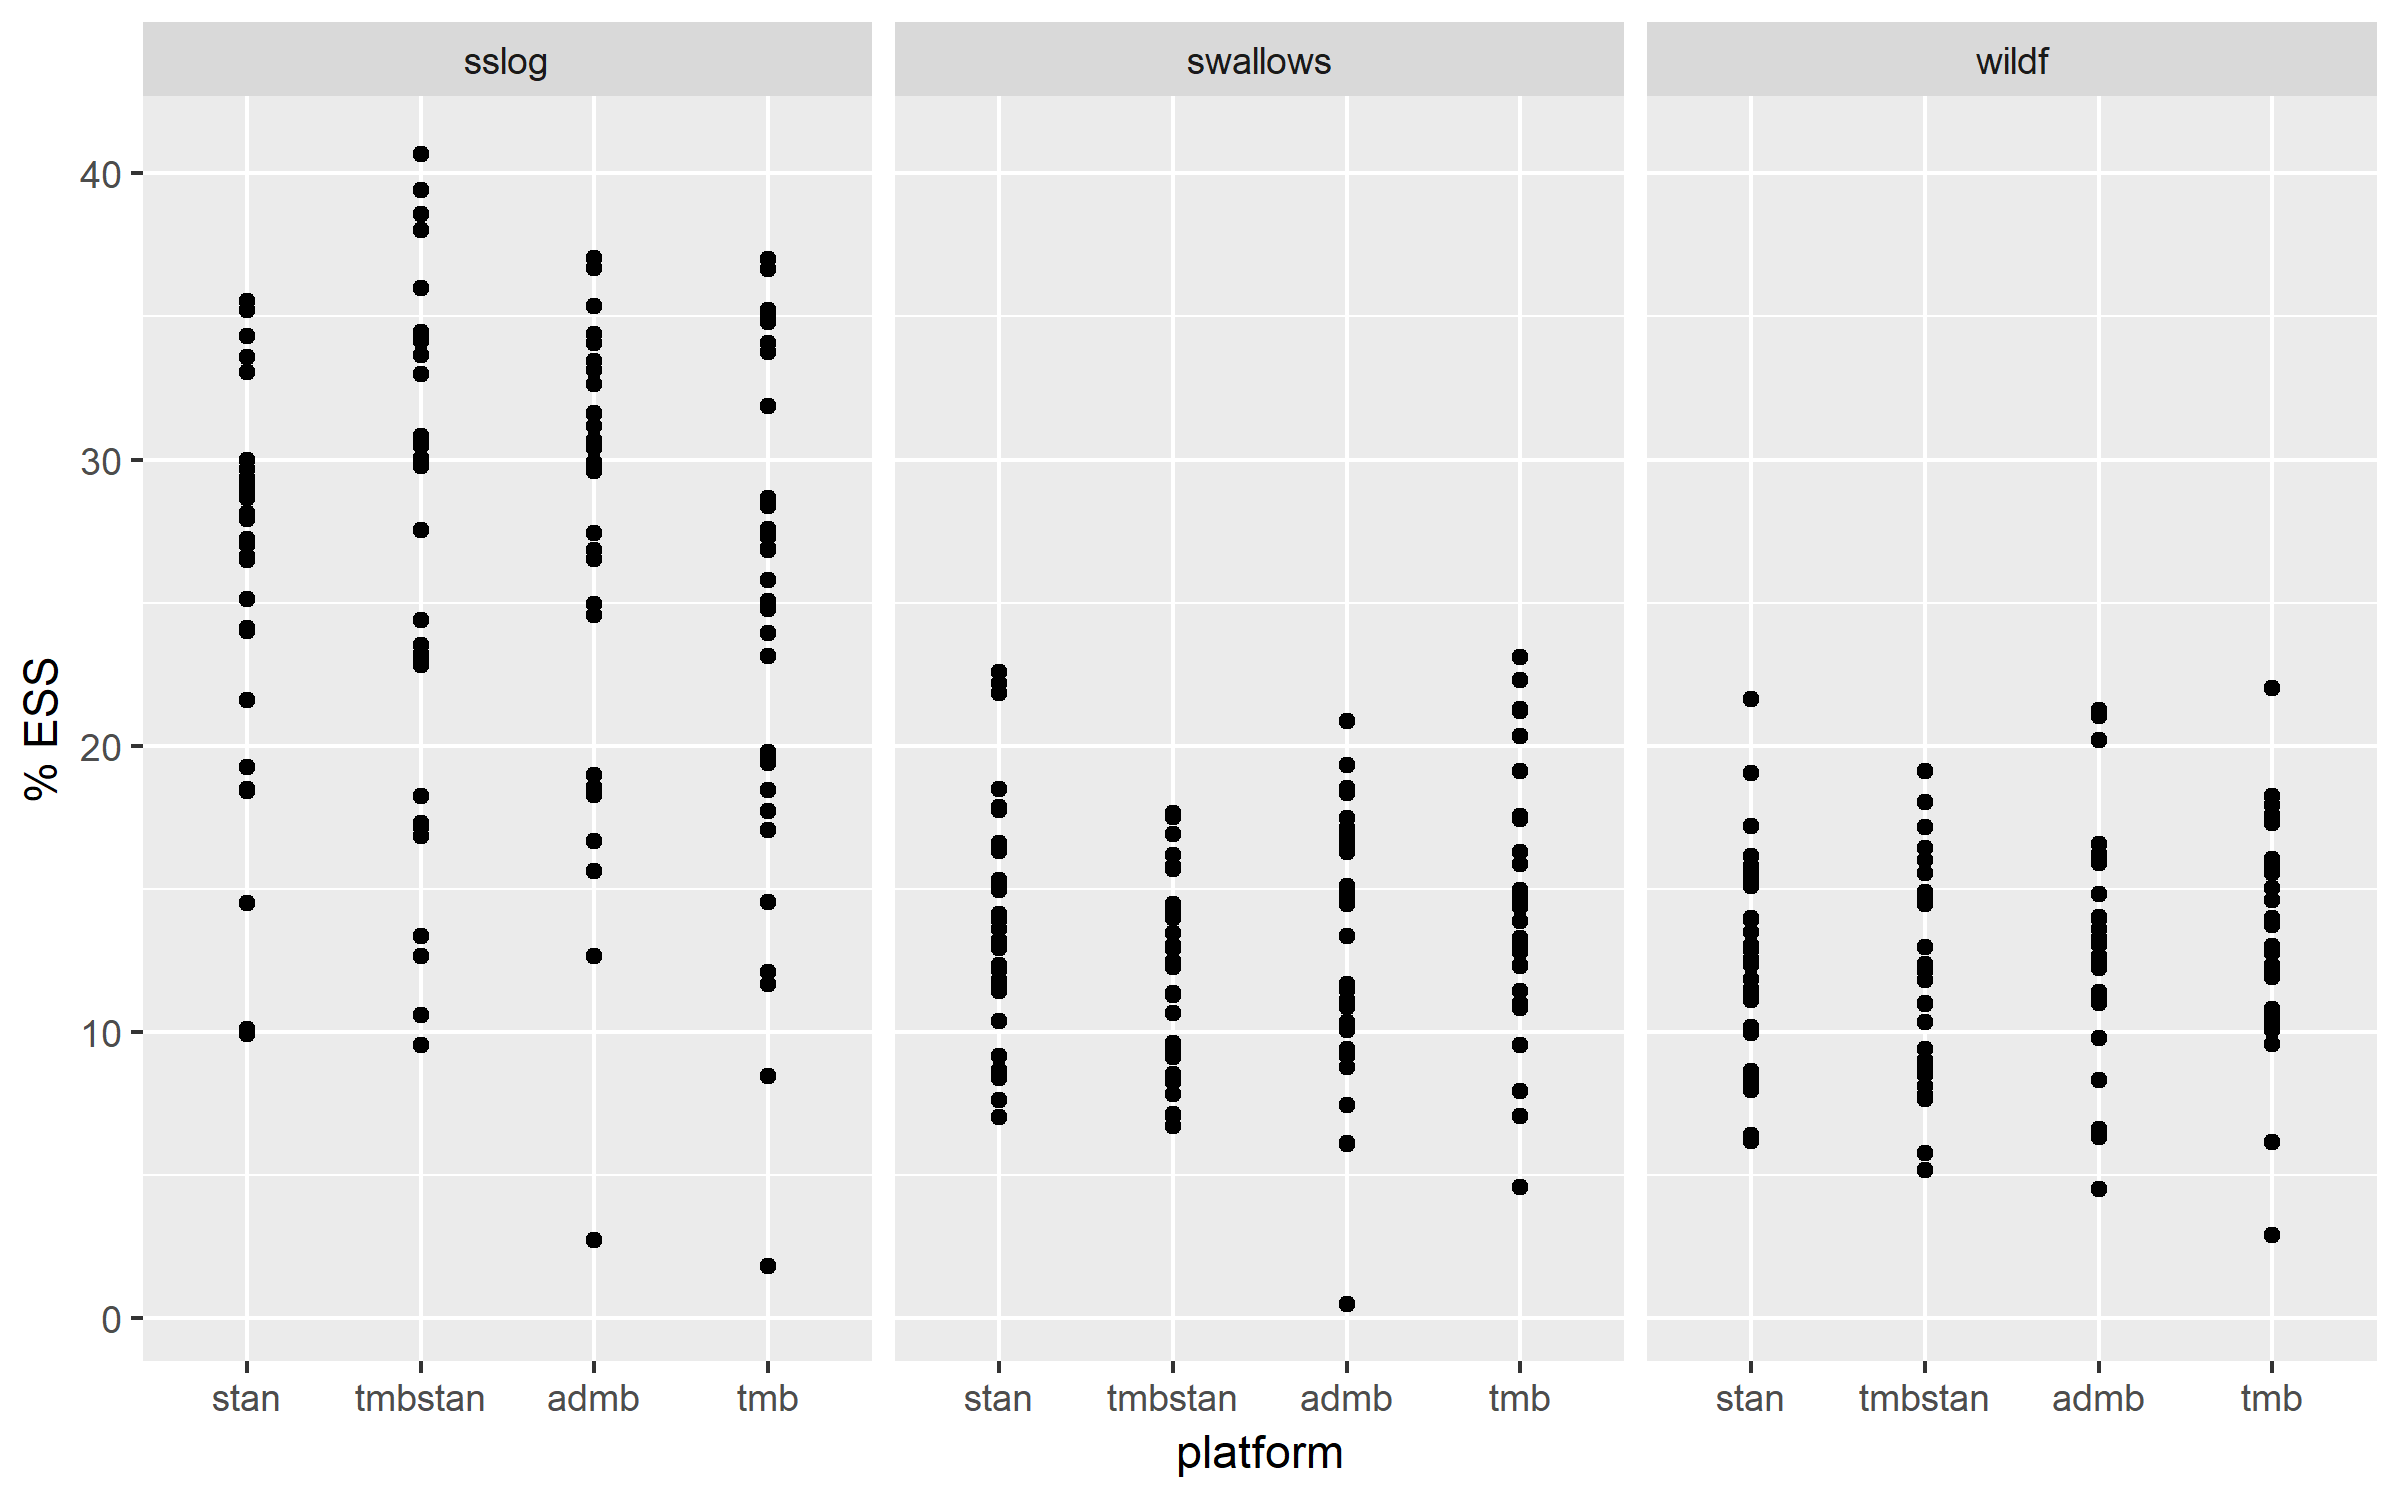 sslog swallows wildf
% ESS
40
30
20
10
0
stan tmbstan admb tmb stan tmbstan admb tmb stan tmbstan admb tmb
platform